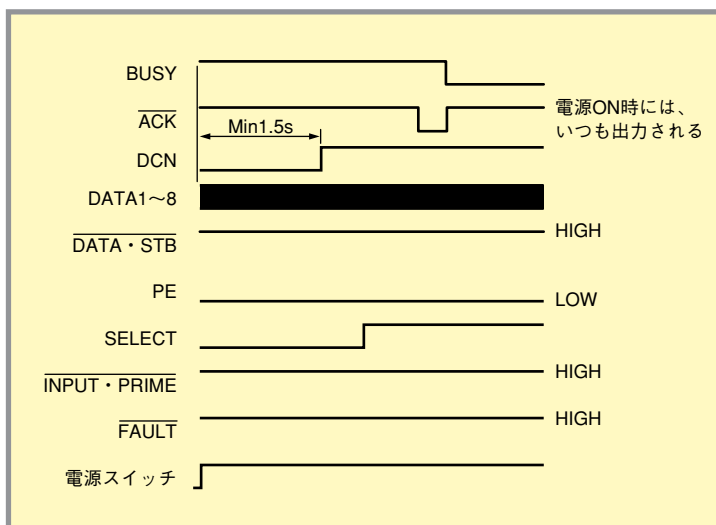 BUSY
ACK
電源ON時には、
いつも出力される
Min1.5s
DCN
DATA1～8
DATA・STB
HIGH
PE
LOW
SELECT
INPUT・PRIME
HIGH
FAULT
HIGH
電源スイッチ